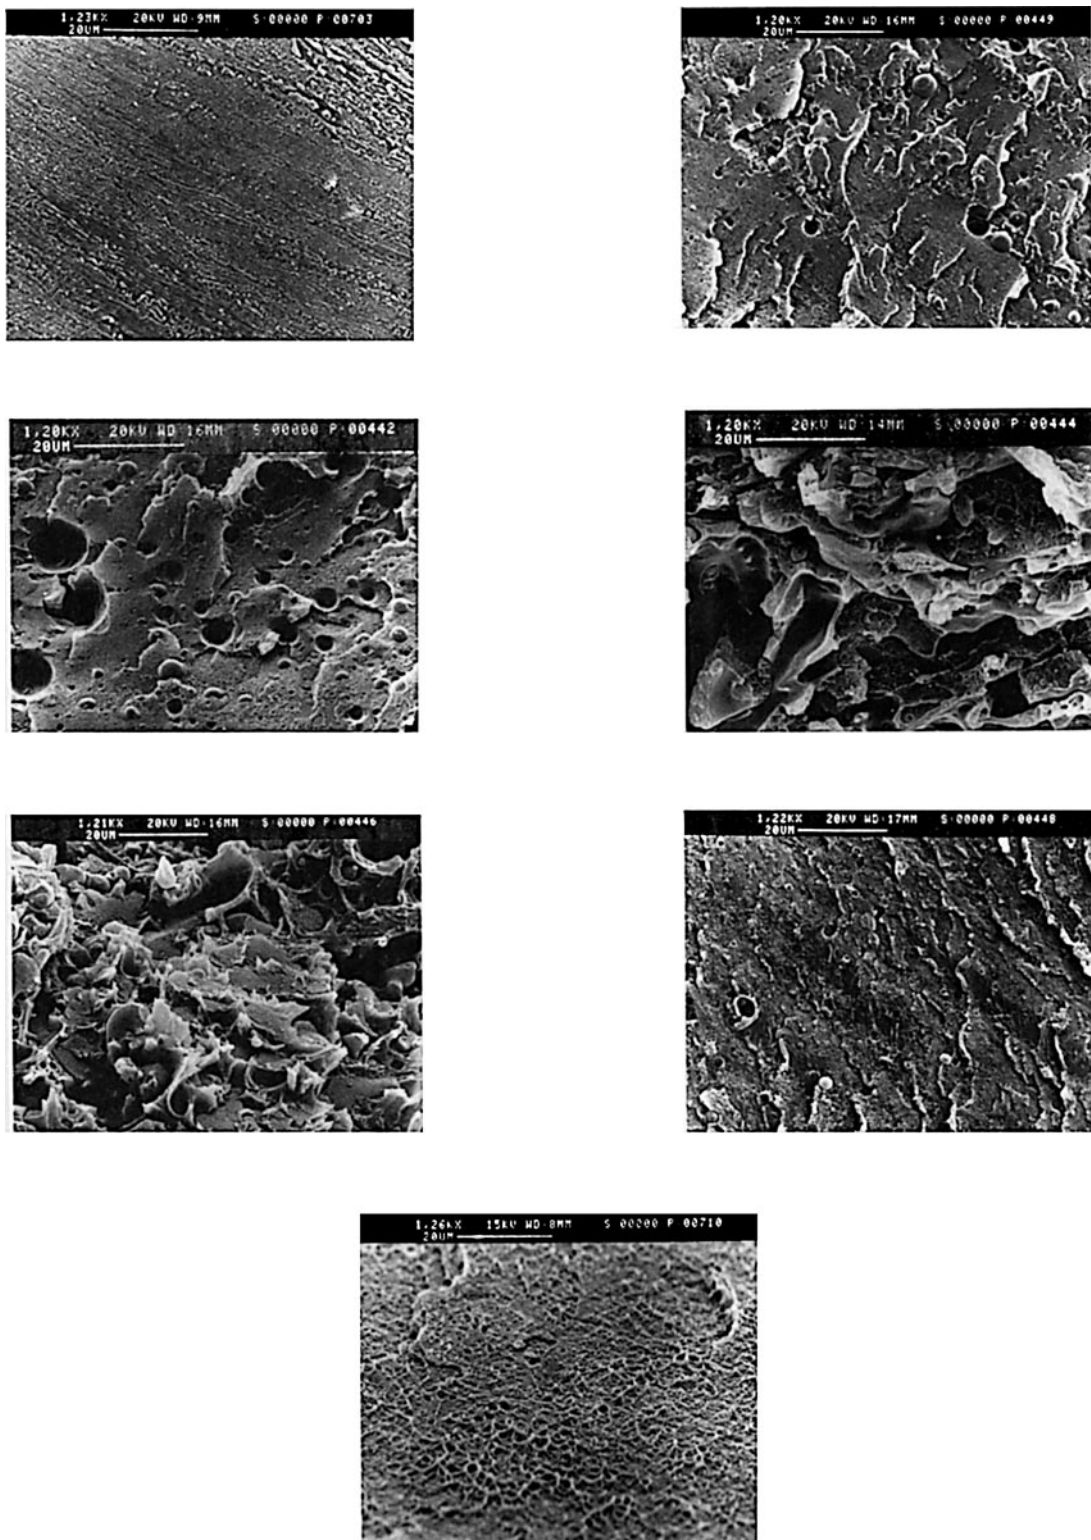 1,23KX 20KV WD:9MM S:00000 P:00703
20UM
1,20KX 20KV WD:16MM S:00000 P:00449
20UM
1,20KX 20KV WD:16MM S:00000 P:00442
20UM
1,20KX 20KV WD:14MM S:00000 P:00444
20UM
1,21KX 20KV WD:16MM S:00000 P:00446
20UM
1,22KX 20KV WD:17MM S:00000 P:00448
20UM
1,26KX 15KV WD:8MM S:00000 P:00710
20UM